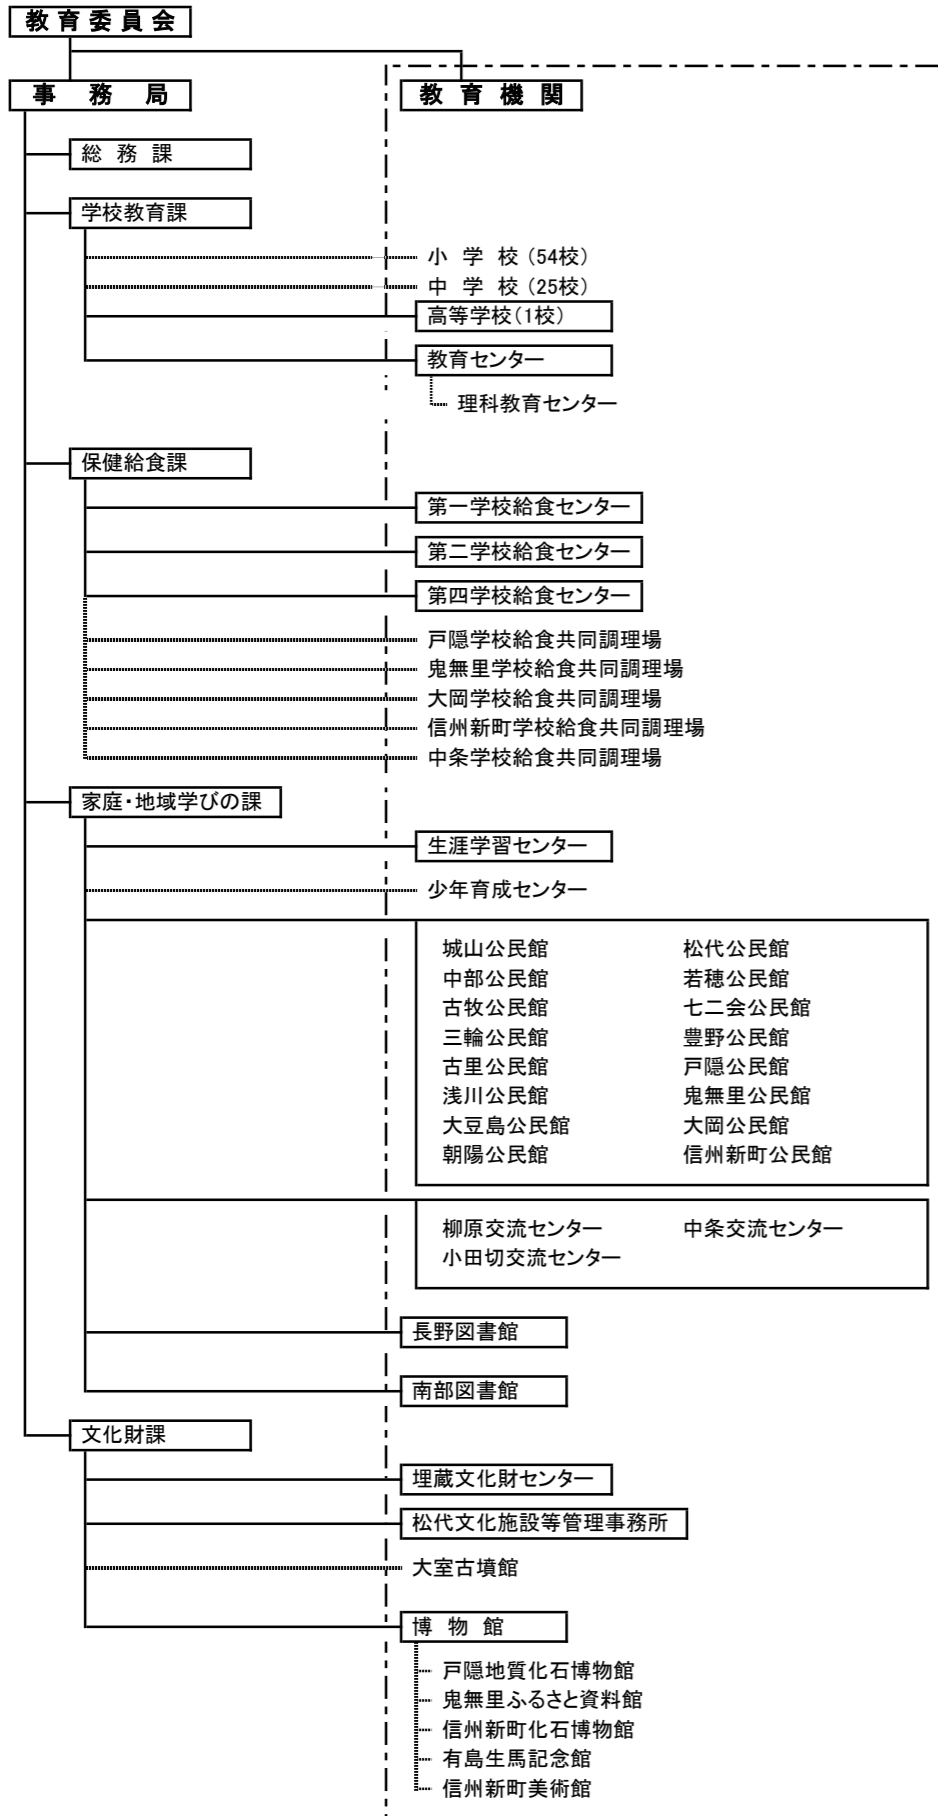 教育委員会
事務局
教育機関
総務課
学校教育課
小学校（54校）
中学校（25校）
高等学校（1校）
教育センター
理科教育センター
保健給食課
第一学校給食センター
第二学校給食センター
第四学校給食センター
戸隠学校給食共同調理場
鬼無里学校給食共同調理場
大岡学校給食共同調理場
信州新町学校給食共同調理場
中条学校給食共同調理場
家庭・地域学びの課
生涯学習センター
少年育成センター
城山公民館 松代公民館
中部公民館 若穂公民館
古牧公民館 七二会公民館
三輪公民館 豊野公民館
古里公民館 戸隠公民館
浅川公民館 鬼無里公民館
大豆島公民館 大岡公民館
朝陽公民館 信州新町公民館
柳原交流センター 中条交流センター
小田切交流センター
長野図書館
南部図書館
文化財課
埋蔵文化財センター
松代文化施設等管理事務所
大室古墳館
博物館
戸隠地質化石博物館
鬼無里ふるさと資料館
信州新町化石博物館
有島生馬記念館
信州新町美術館